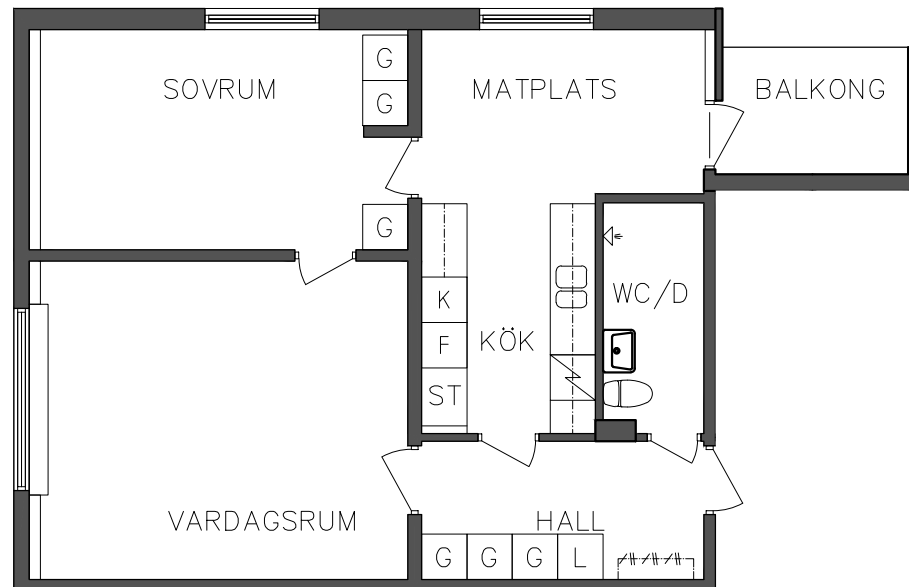 G
SOVRUM MATPLATS BALKONG
G
G
K WC/D
F KÖK
ST
VARDAGSRUM HALL
G G G L